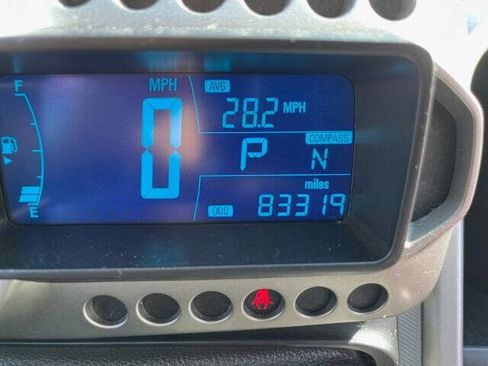 F MPH AVG
28.2 MPH
COMPASS
0 P N
miles
E ODO 83319